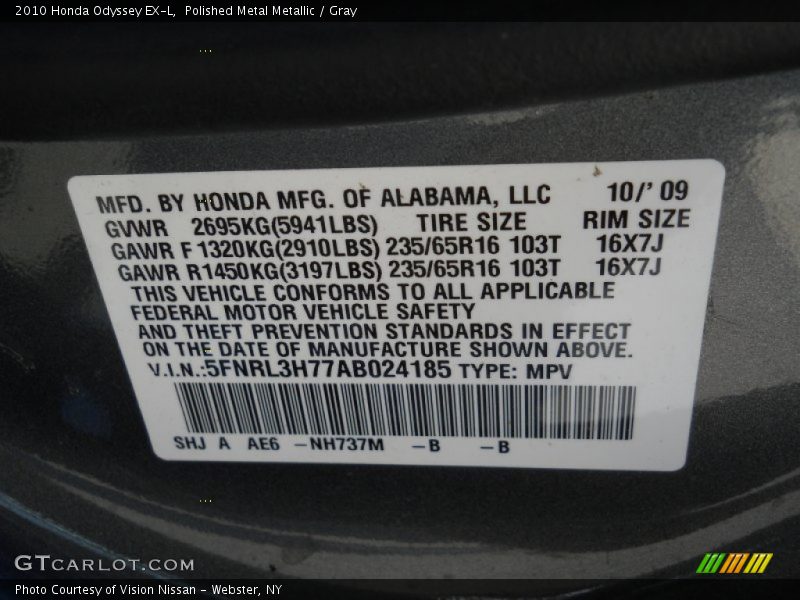 2010 Honda Odyssey EX-L, Polished Metal Metallic / Gray
MFD. BY HONDA MFG. OF ALABAMA, LLC 10/' 09
GVWR 2695KG(5941LBS) TIRE SIZE RIM SIZE
GAWR F 1320KG(2910LBS) 235/65R16 103T 16X7J
GAWR R1450KG(3197LBS) 235/65R16 103T 16X7J
THIS VEHICLE CONFORMS TO ALL APPLICABLE
FEDERAL MOTOR VEHICLE SAFETY
AND THEFT PREVENTION STANDARDS IN EFFECT
ON THE DATE OF MANUFACTURE SHOWN ABOVE.
V.I.N.:5FNRL3H77AB024185 TYPE: MPV
SHJ A AE6 -NH737M -B -B
GTCARLOT.COM
Photo Courtesy of Vision Nissan - Webster, NY